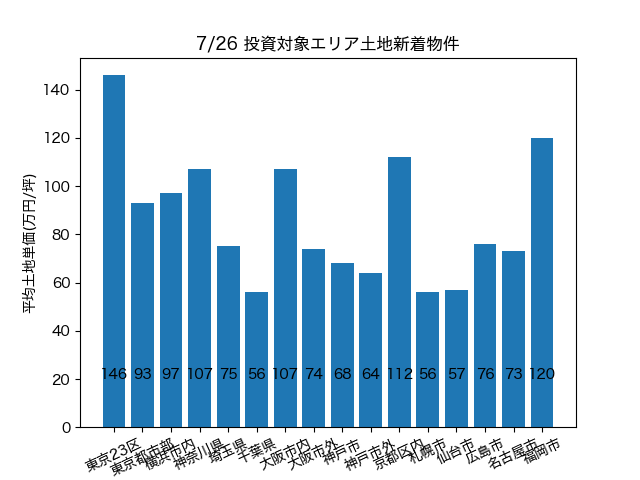 7/26 投資対象エリア土地新着物件
平均土地単価(万円/坪)
140
120
100
80
60
40
20
0
146 93 97 107 75 56 107 74 68 64 112 56 57 76 73 120
東京23区
東京都市部
横浜市内
神奈川県
埼玉県
千葉県
大阪市内
大阪市外
神戸市
神戸市外
京都区内
札幌市
仙台市
広島市
名古屋市
福岡市